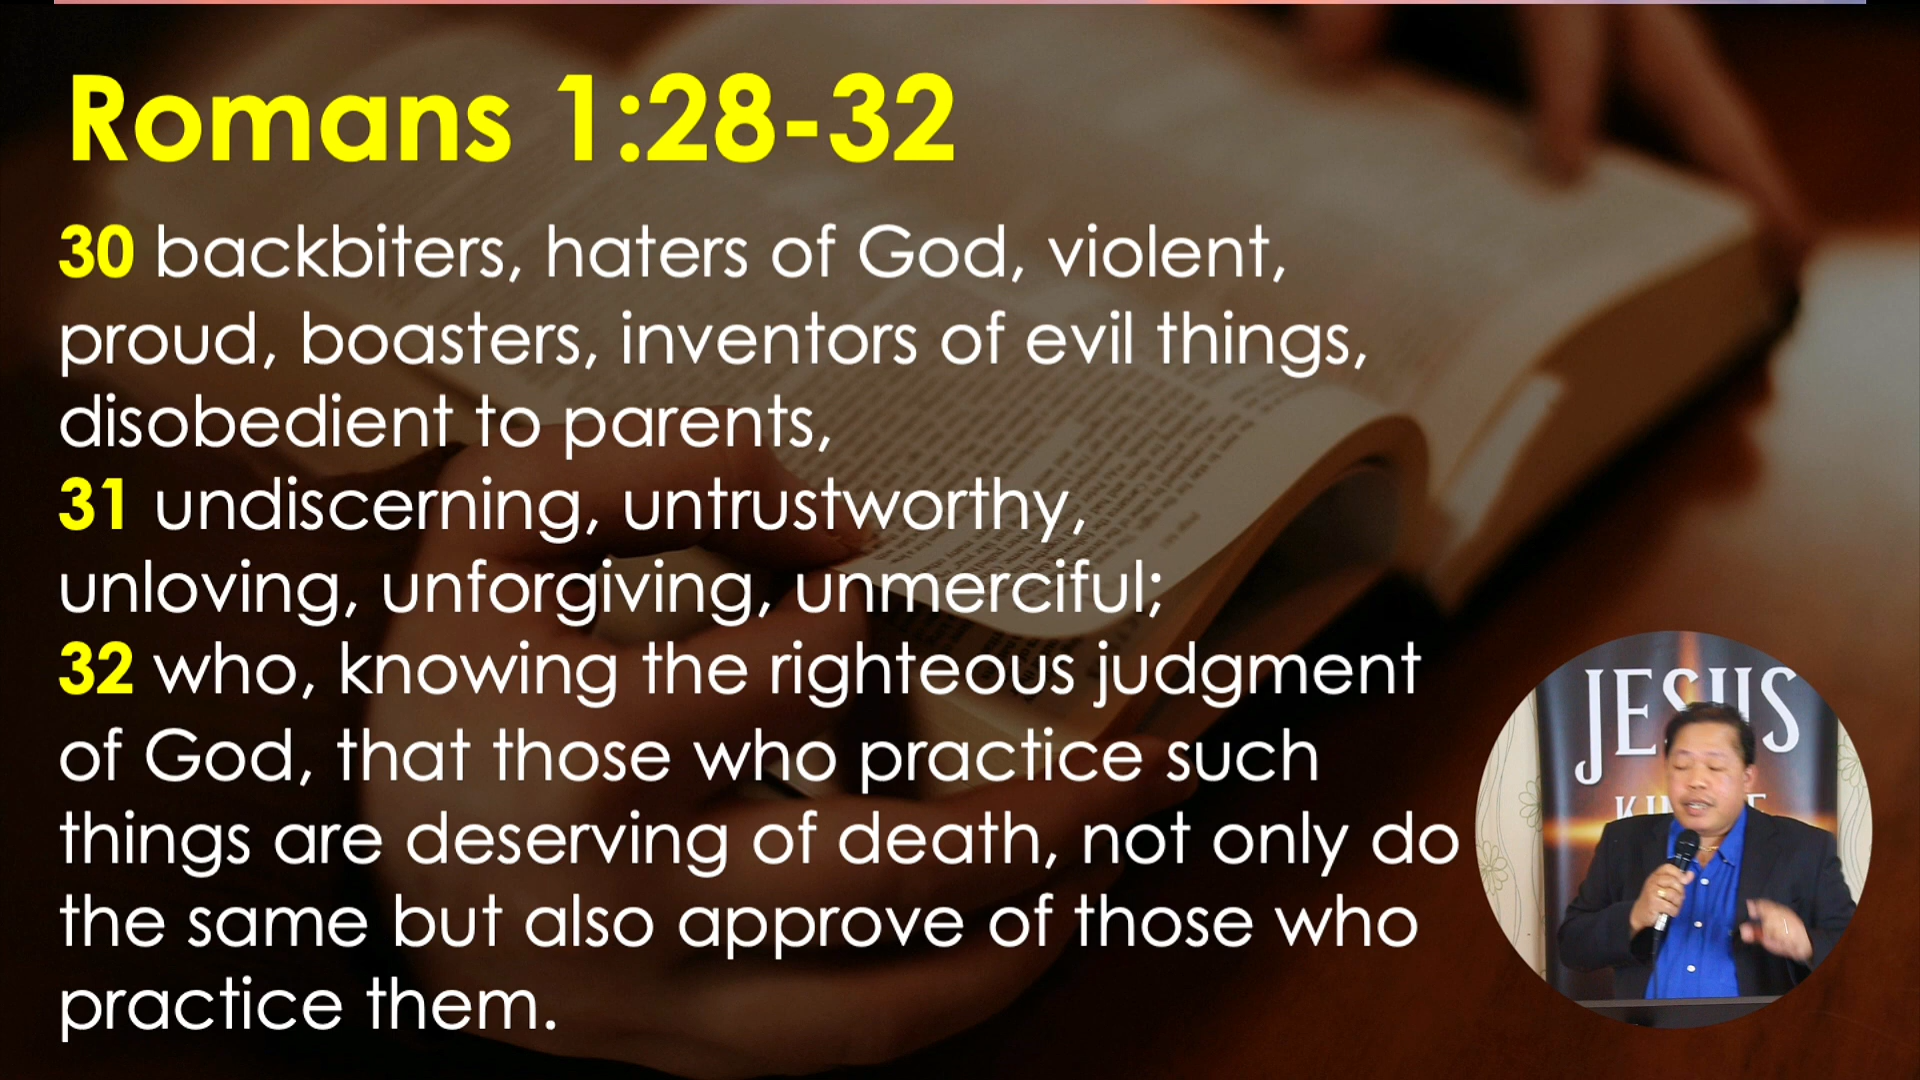 Romans 1:28-32
30 backbiters, haters of God, violent,
proud, boasters, inventors of evil things,
disobedient to parents,
31 undiscerning, untrustworthy,
unloving, unforgiving, unmerciful;
32 who, knowing the righteous judgment
of God, that those who practice such
things are deserving of death, not only do
the same but also approve of those who
practice them.
JESUS